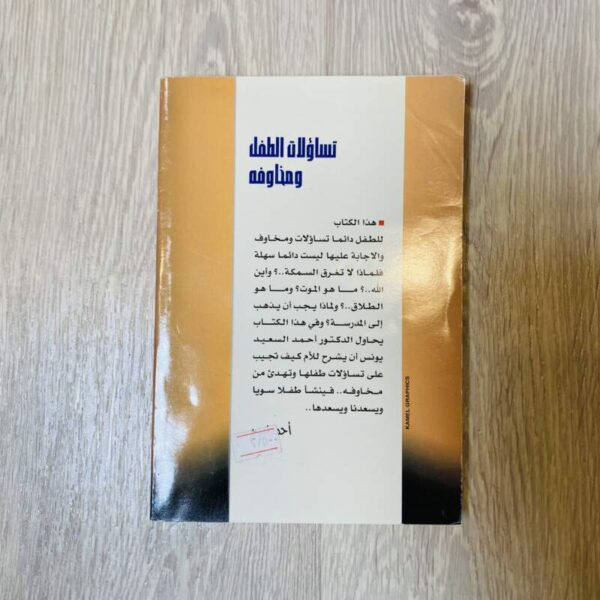 تساؤلات الطفل
ومخاوفه
هذا الكتاب
للطفل دائما تساؤلات ومخاوف
والاجابة عليها ليست دائما سهلة
فلماذا لا تغرق السمكة..؟ وأين
الله..؟ ما هو الموت؟ وما هو
الطلاق..؟ ولماذا يجب أن يذهب
إلى المدرسة؟ وفي هذا الكتاب
يحاول الدكتور أحمد السعيد
يونس أن يشرح للأم كيف تجيب
على تساؤلات طفلها وتهدئ من
مخاوفه.. فينشأ طفلا سويا
ويسعدنا ويسعدها..
KAMEL GRAPHICS